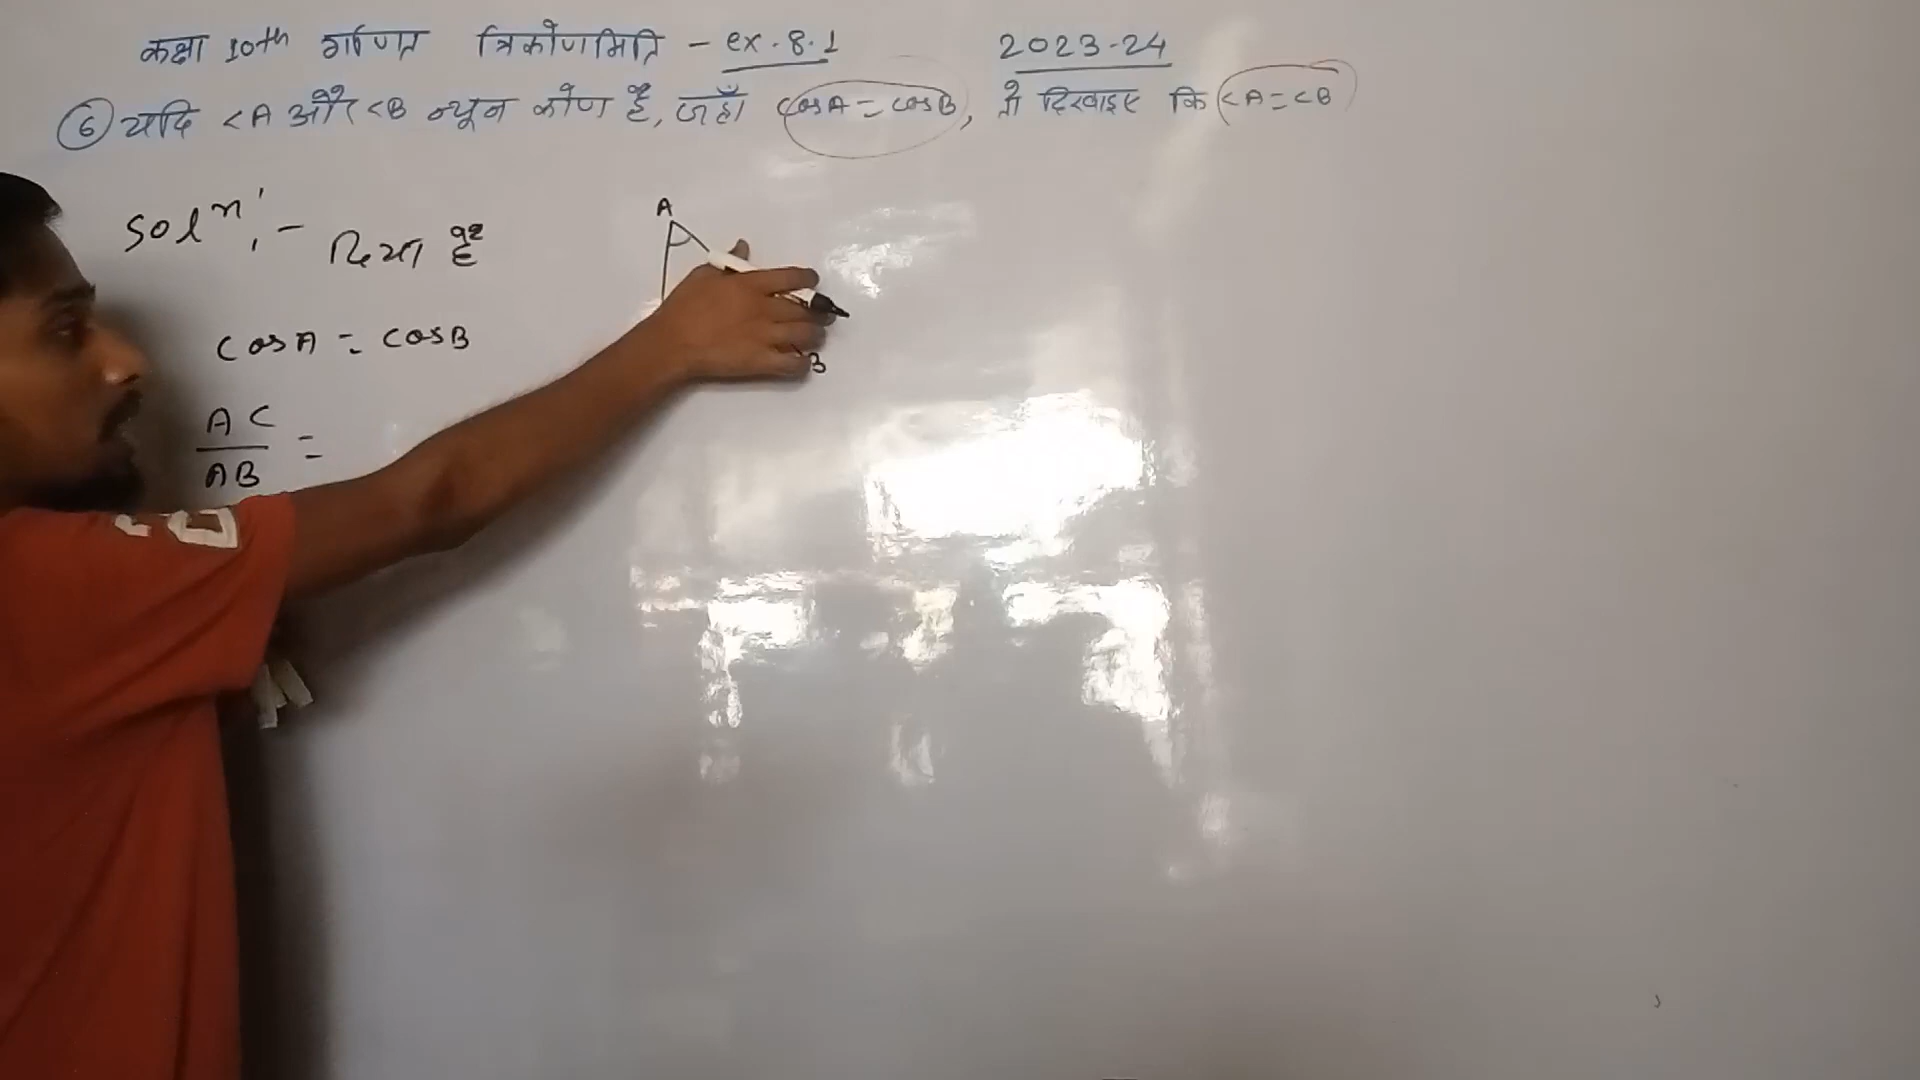 कक्षा 10th गणित त्रिकोणमिति - ex. 8.1 2023-24
⑥ यदि <A और <B न्यून कोण है, जहाँ cosA = cosB, तो दिखाइए कि <A = <B
Solⁿ:- दिया है
cosA = cosB
AC/AB =
A
B